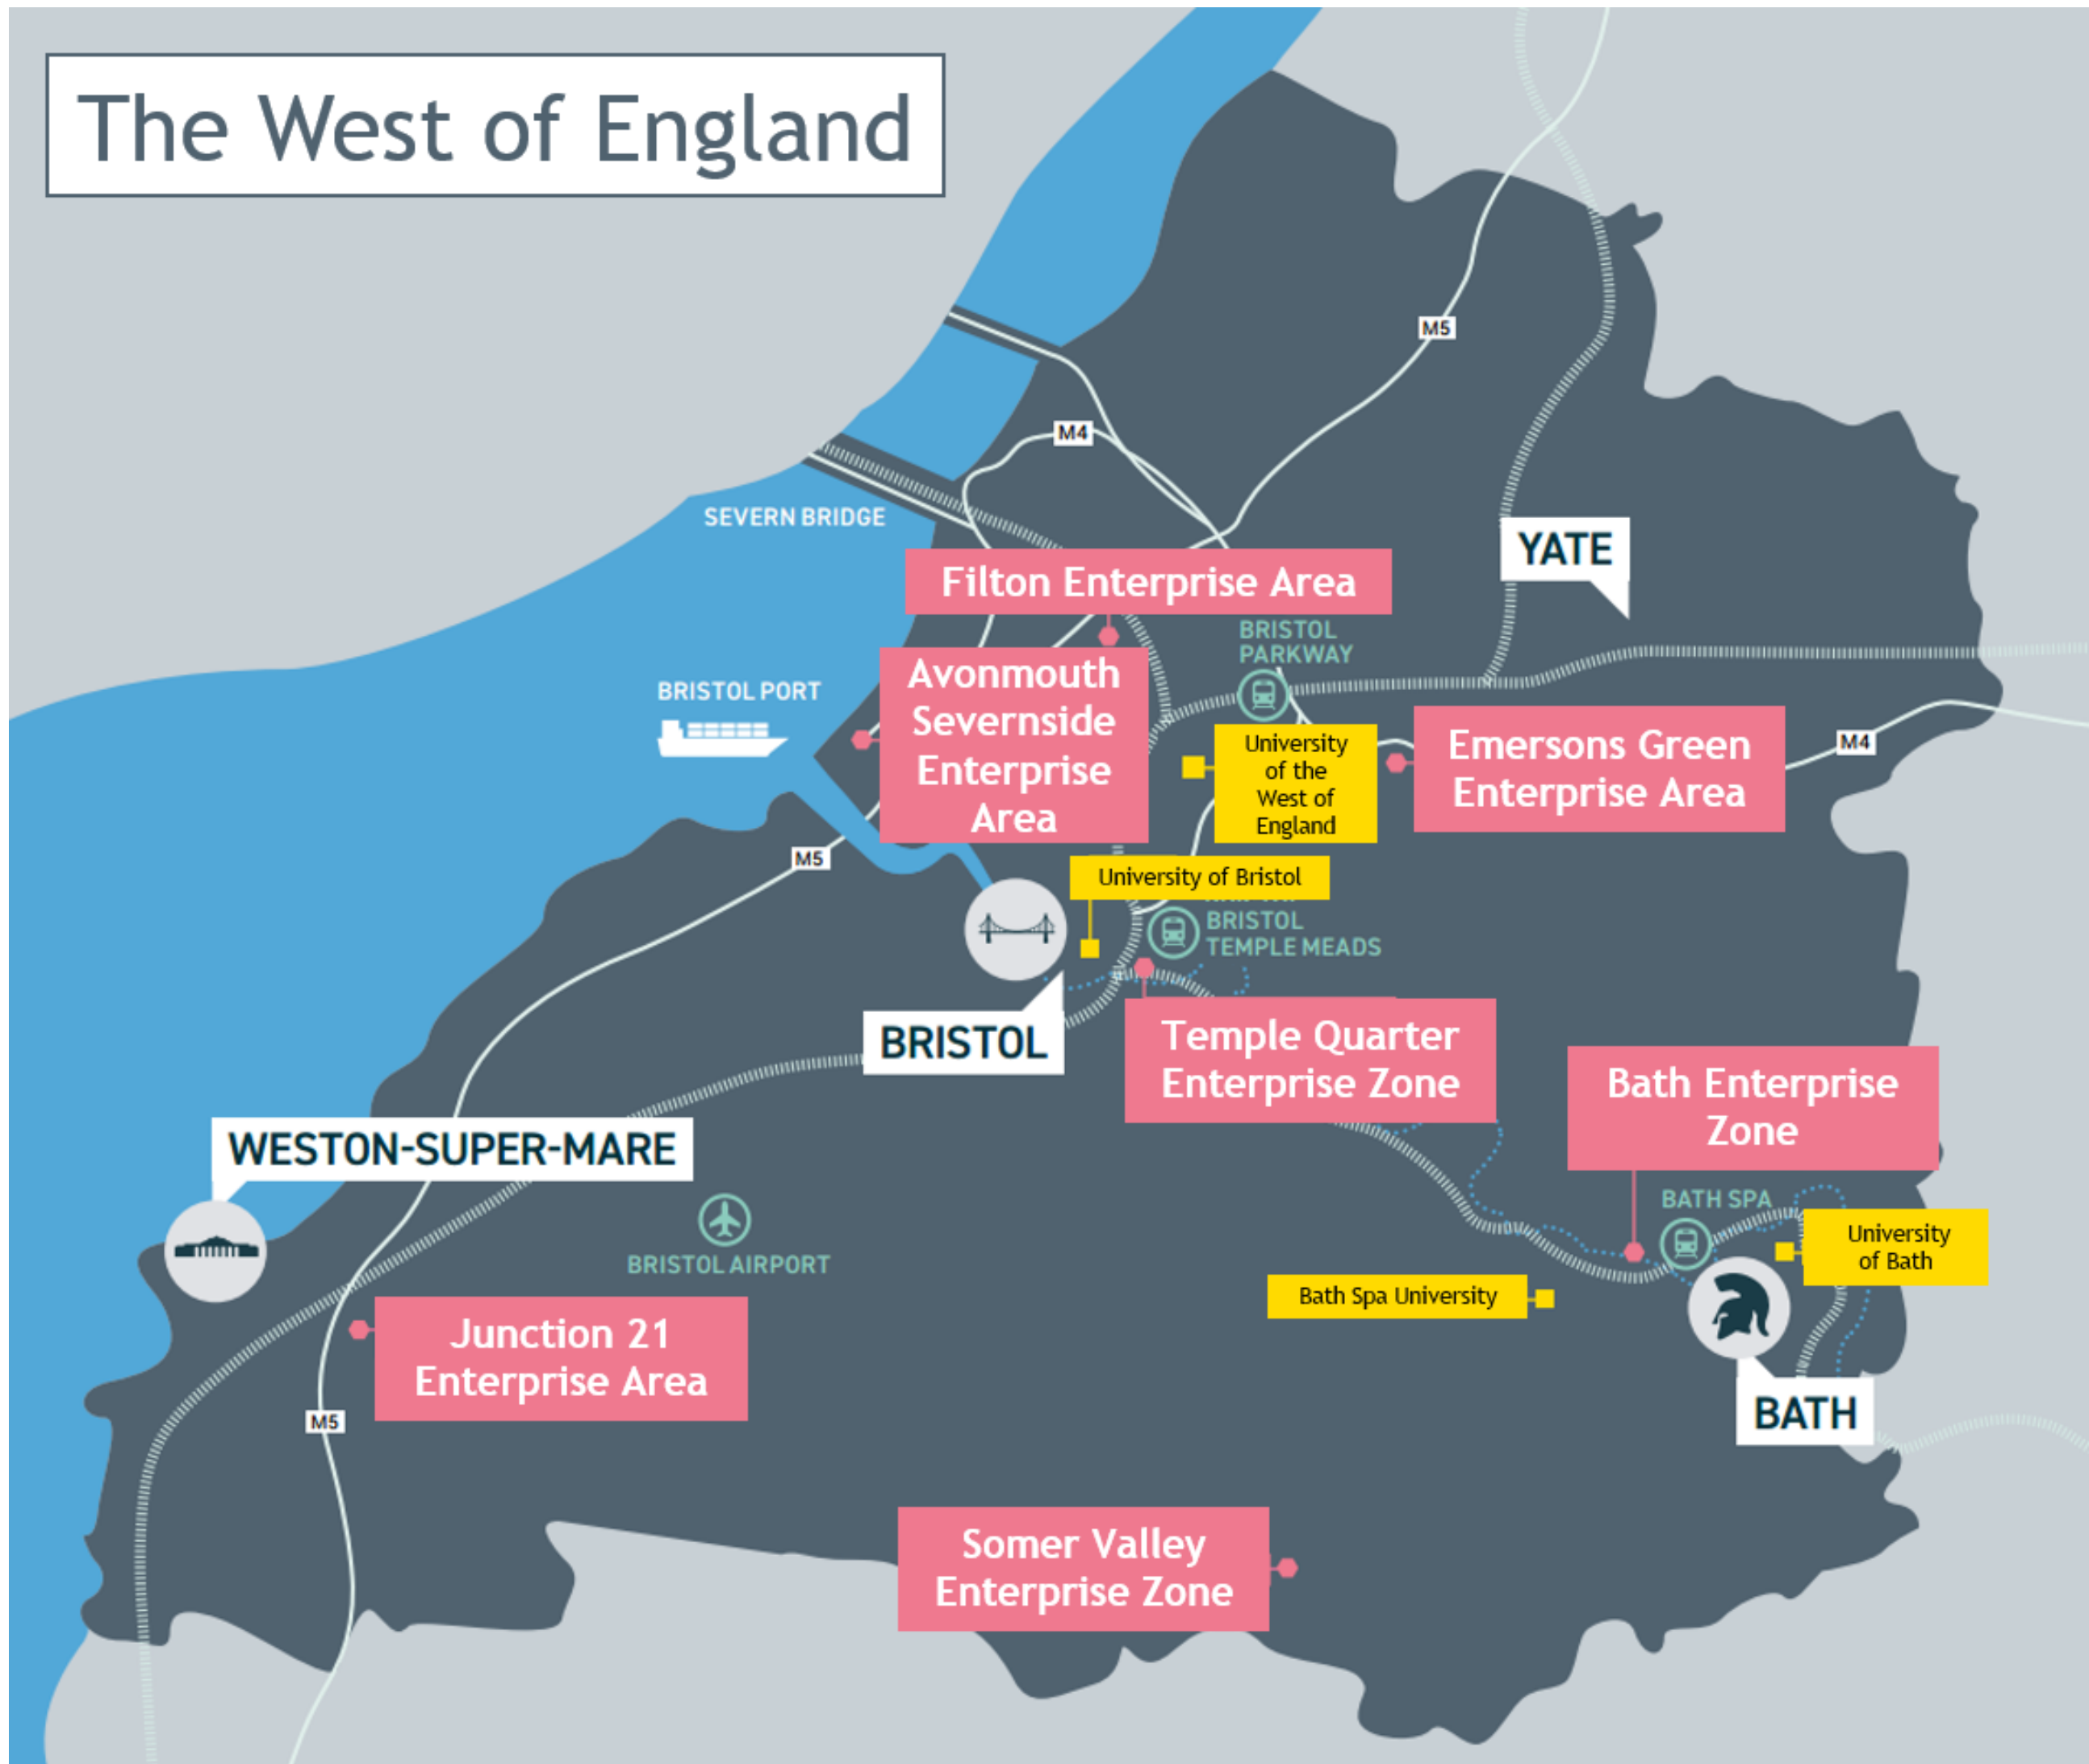 The West of England
M5
M4
SEVERN BRIDGE
YATE
Filton Enterprise Area
BRISTOL
PARKWAY
BRISTOL PORT
Avonmouth
Severnside
Enterprise
Area
University
of the
West of
England
Emersons Green
Enterprise Area
M4
M5
University of Bristol
BRISTOL
TEMPLE MEADS
BRISTOL
Temple Quarter
Enterprise Zone
Bath Enterprise
Zone
WESTON-SUPER-MARE
BRISTOL AIRPORT
BATH SPA
University
of Bath
Bath Spa University
Junction 21
Enterprise Area
M5
BATH
Somer Valley
Enterprise Zone